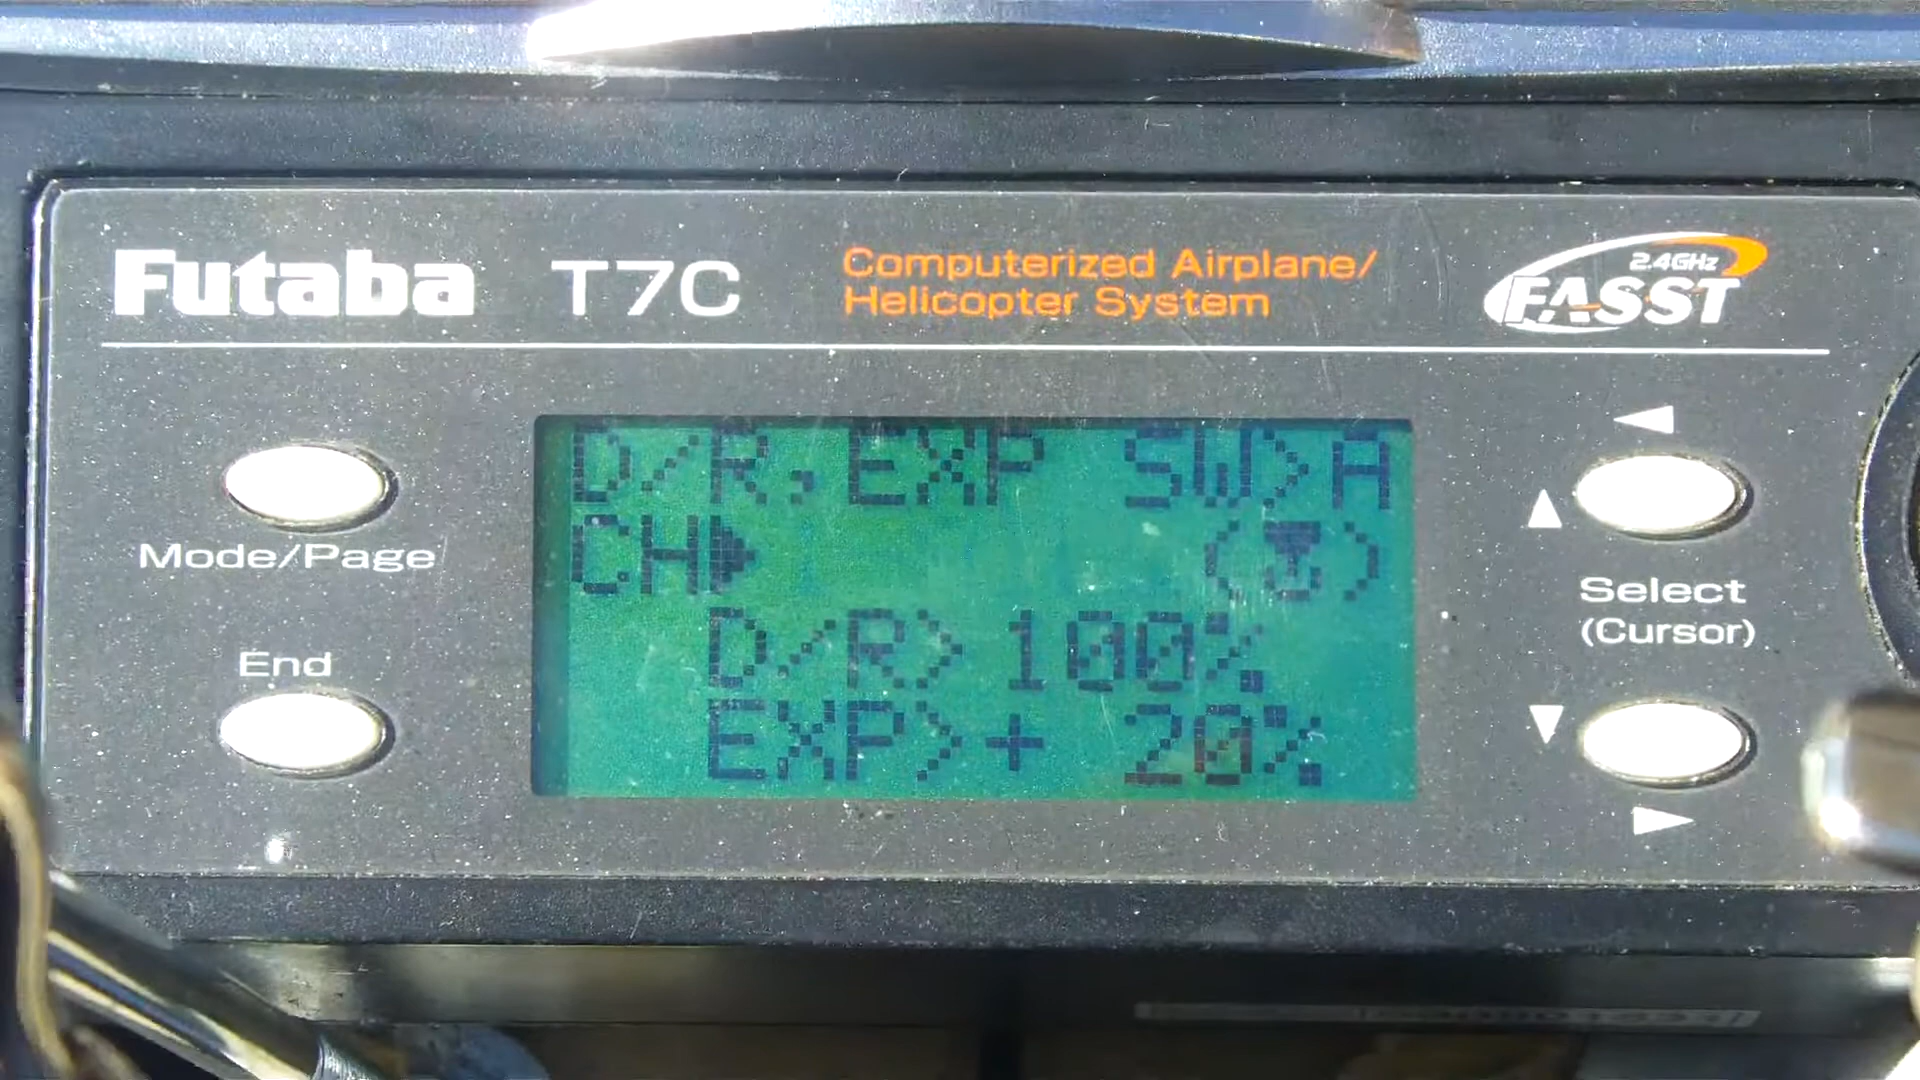 Futaba T7C Computerized Airplane/
Helicopter System
2.4GHz
FASST
D/R,EXP SW>A
CH▶ (▼)
D/R>100%
EXP>+ 20%
Mode/Page
End
Select
(Cursor)